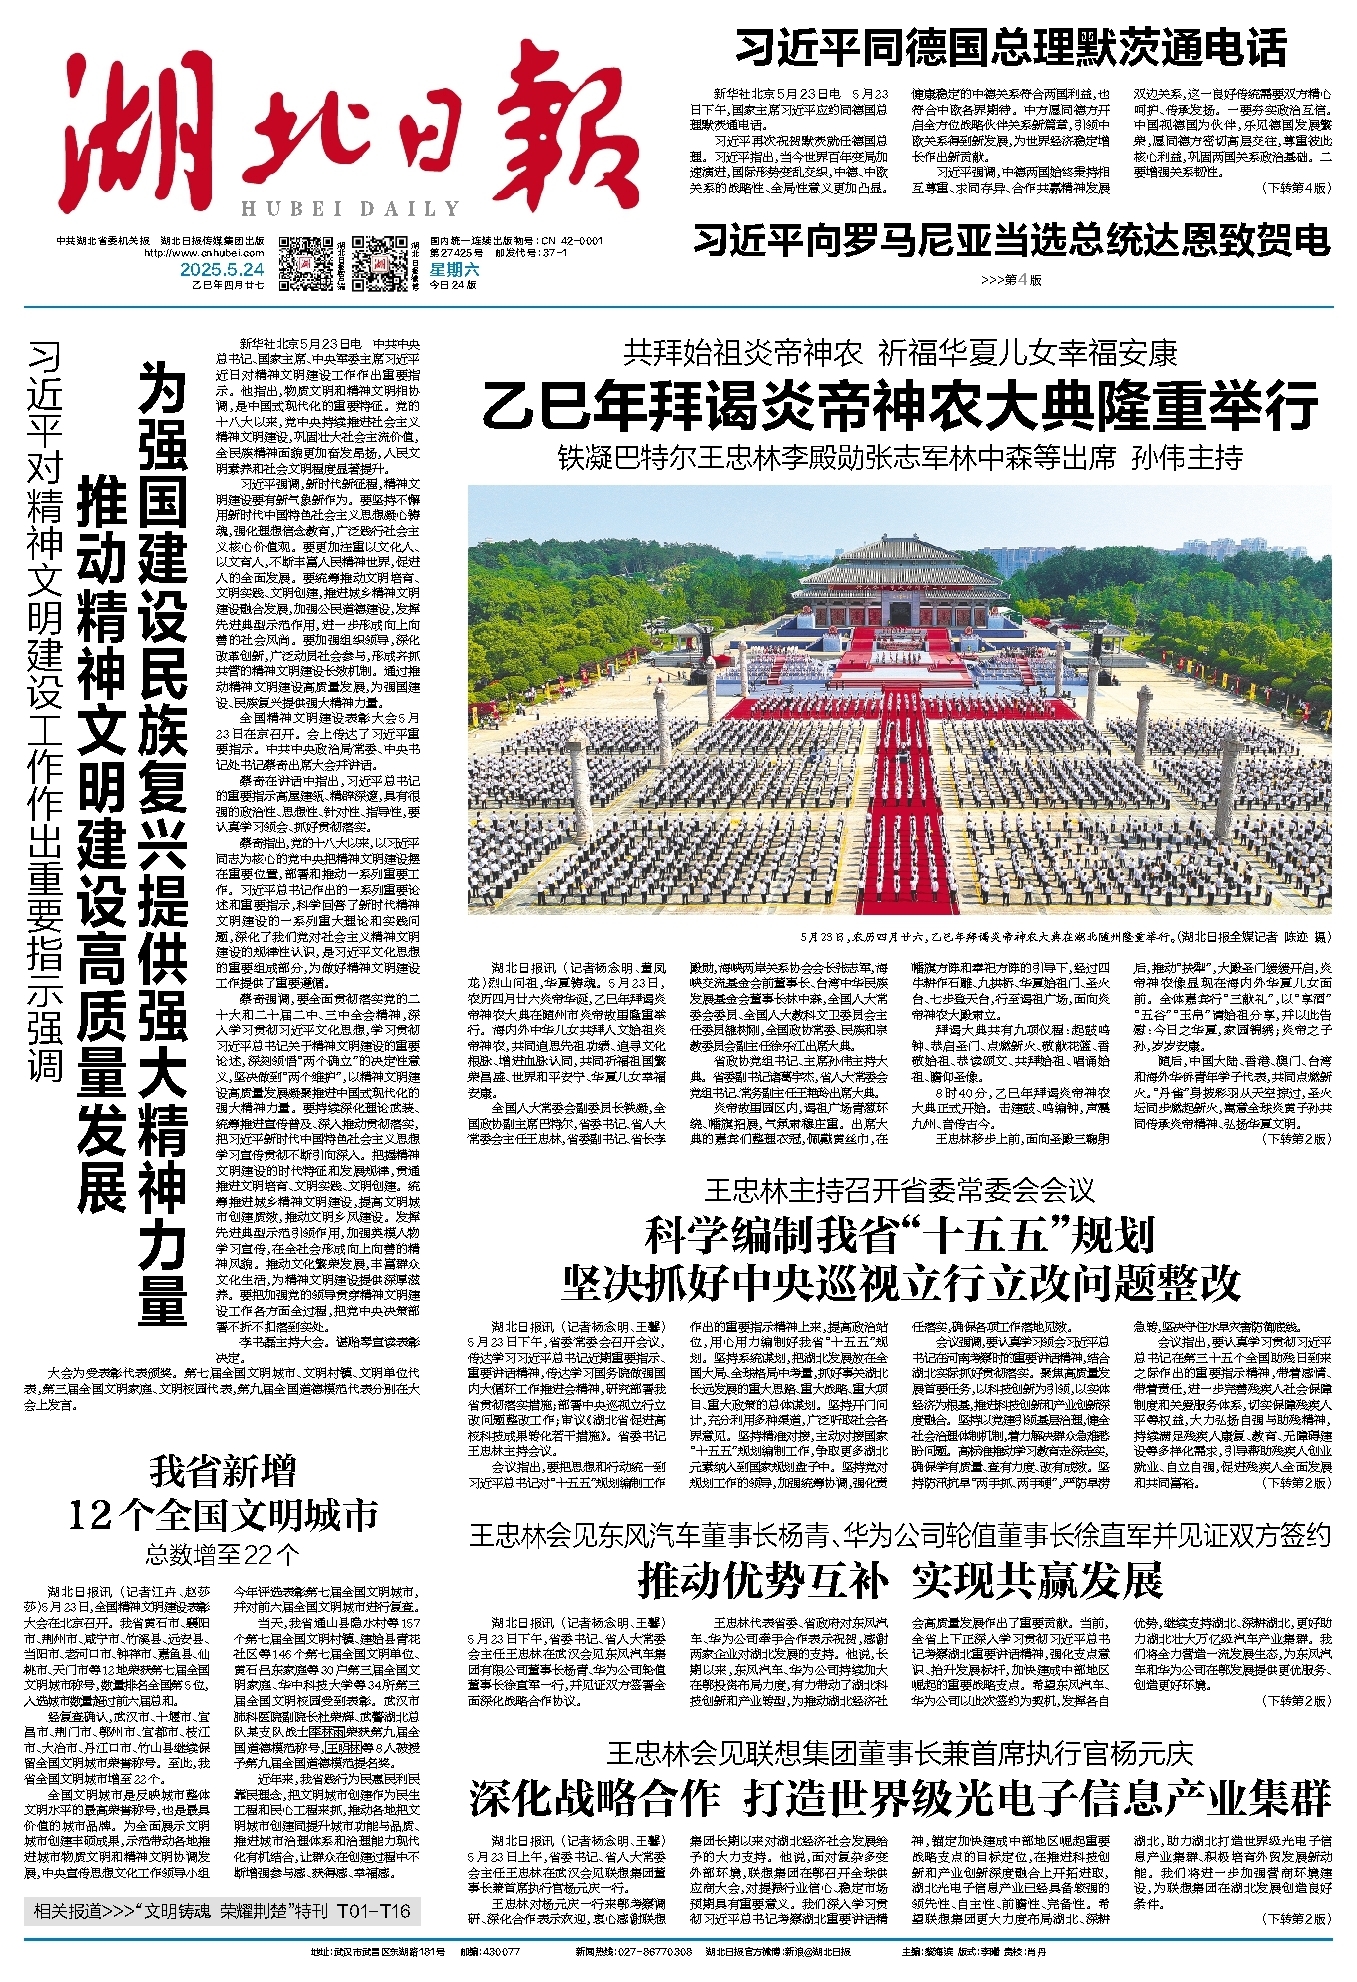 湖北日報
HUBEI DAILY
中共湖北省委机关报 湖北日报传媒集团出版
http://www.cnhubei.com
2025.5.24
乙巳年四月廿七
国内统一连续出版物号:CN 42-0001
第27425号 邮发代号:37-1
星期六
今日24版
习近平同德国总理默茨通电话
新华社北京5月23日电 5月23
日下午,国家主席习近平应约同德国总
理默茨通电话。
习近平再次祝贺默茨就任德国总
理。习近平指出,当今世界百年变局加
速演进,国际形势变乱交织,中德、中欧
关系的战略性、全局性意义更加凸显。
健康稳定的中德关系符合两国利益,也
符合中欧各界期待。中方愿同德方开
启全方位战略伙伴关系新篇章,引领中
欧关系得到新发展,为世界经济稳定增
长作出新贡献。
习近平强调,中德两国始终秉持相
互尊重、求同存异、合作共赢精神发展
双边关系,这一良好传统需要双方精心
呵护、传承发扬。一要夯实政治互信。
中国视德国为伙伴,乐见德国发展繁
荣,愿同德方密切高层交往,尊重彼此
核心利益,巩固两国关系政治基础。二
要增强关系韧性。
(下转第4版)
习近平向罗马尼亚当选总统达恩致贺电
>>>第4版
习近平对精神文明建设工作作出重要指示强调
为强国建设民族复兴提供强大精神力量
推动精神文明建设高质量发展
新华社北京5月23日电 中共中央
总书记、国家主席、中央军委主席习近平
近日对精神文明建设工作作出重要指
示。他指出,物质文明和精神文明相协
调,是中国式现代化的重要特征。党的
十八大以来,党中央持续推进社会主义
精神文明建设,巩固壮大社会主流价值,
全民族精神面貌更加奋发昂扬,人民文
明素养和社会文明程度显著提升。
习近平强调,新时代新征程,精神文
明建设要有新气象新作为。要坚持不懈
用新时代中国特色社会主义思想凝心铸
魂,强化理想信念教育,广泛践行社会主
义核心价值观。要更加注重以文化人、
以文育人,不断丰富人民精神世界,促进
人的全面发展。要统筹推动文明培育、
文明实践、文明创建,推进城乡精神文明
建设融合发展,加强公民道德建设,发挥
先进典型示范作用,进一步形成向上向
善的社会风尚。要加强组织领导,深化
改革创新,广泛动员社会参与,形成齐抓
共管的精神文明建设长效机制。通过推
动精神文明建设高质量发展,为强国建
设、民族复兴提供强大精神力量。
全国精神文明建设表彰大会5月
23日在京召开。会上传达了习近平重
要指示。中共中央政治局常委、中央书
记处书记蔡奇出席大会并讲话。
蔡奇在讲话中指出,习近平总书记
的重要指示高屋建瓴、精辟深邃,具有很
强的政治性、思想性、针对性、指导性,要
认真学习领会、抓好贯彻落实。
蔡奇指出,党的十八大以来,以习近平
同志为核心的党中央把精神文明建设摆
在重要位置,部署和推动一系列重要工
作。习近平总书记作出的一系列重要论
述和重要指示,科学回答了新时代精神
文明建设的一系列重大理论和实践问
题,深化了我们党对社会主义精神文明
建设的规律性认识,是习近平文化思想
的重要组成部分,为做好精神文明建设
工作提供了重要遵循。
蔡奇强调,要全面贯彻落实党的二
十大和二十届二中、三中全会精神,深
入学习贯彻习近平文化思想,学习贯彻
习近平总书记关于精神文明建设的重要
论述,深刻领悟“两个确立”的决定性意
义,坚决做到“两个维护”,以精神文明建
设高质量发展凝聚推进中国式现代化的
强大精神力量。要持续深化理论武装、
统筹推进宣传普及、深入推动贯彻落实,
把习近平新时代中国特色社会主义思想
学习宣传贯彻不断引向深入。把握精神
文明建设的时代特征和发展规律,贯通
推进文明培育、文明实践、文明创建。统
筹推进城乡精神文明建设,提高文明城
市创建质效,推动文明乡风建设。发挥
先进典型示范引领作用,加强英模人物
学习宣传,在全社会形成向上向善的精
神风貌。推动文化繁荣发展,丰富群众
文化生活,为精神文明建设提供深厚滋
养。要把加强党的领导贯穿精神文明建
设工作各方面全过程,把党中央决策部
署不折不扣落到实处。
李书磊主持大会。谌贻琴宣读表彰
决定。
大会为受表彰代表颁奖。第七届全国文明城市、文明村镇、文明单位代
表,第三届全国文明家庭、文明校园代表,第九届全国道德模范代表分别在大
会上发言。
我省新增
12个全国文明城市
总数增至22个
湖北日报讯 (记者江卉、赵莎
莎)5月23日,全国精神文明建设表彰
大会在北京召开。我省黄石市、襄阳
市、荆州市、咸宁市、竹溪县、远安县、
当阳市、老河口市、钟祥市、嘉鱼县、仙
桃市、天门市等12地荣获第七届全国
文明城市称号,数量排名全国第5位,
入选城市数量超过前六届总和。
经复查确认,武汉市、十堰市、宜
昌市、荆门市、鄂州市、宜都市、枝江
市、大冶市、丹江口市、竹山县继续保
留全国文明城市荣誉称号。至此,我
省全国文明城市增至22个。
全国文明城市是反映城市整体
文明水平的最高荣誉称号,也是最具
价值的城市品牌。为全面展示文明
城市创建丰硕成果,示范带动各地推
进城市物质文明和精神文明协调发
展,中央宣传思想文化工作领导小组
今年评选表彰第七届全国文明城市,
并对前六届全国文明城市进行复查。
当天,我省通山县隐水村等157
个第七届全国文明村镇、建始县青花
社区等146个第七届全国文明单位、
黄石吕东家庭等30户第三届全国文
明家庭、华中科技大学等34所第三
届全国文明校园受到表彰。武汉市
肺科医院副院长杜荣辉、武警湖北总
队某支队战士李林雨荣获第九届全
国道德模范称号,王明林等8人被授
予第九届全国道德模范提名奖。
近年来,我省践行为民惠民利民
靠民理念,把文明城市创建作为民生
工程和民心工程来抓,推动各地把文
明城市创建同提升城市功能与品质、
推进城市治理体系和治理能力现代
化有机结合,让群众在创建过程中不
断增强参与感、获得感、幸福感。
相关报道>>>“文明铸魂 荣耀荆楚”特刊 T01-T16
共拜始祖炎帝神农 祈福华夏儿女幸福安康
乙巳年拜谒炎帝神农大典隆重举行
铁凝巴特尔王忠林李殿勋张志军林中森等出席 孙伟主持
5月23日,农历四月廿六,乙巳年拜谒炎帝神农大典在湖北随州隆重举行。(湖北日报全媒记者 陈迹 摄)
湖北日报讯 (记者杨念明、董凤
龙)烈山问祖,华夏铸魂。5月23日,
农历四月廿六炎帝华诞,乙巳年拜谒炎
帝神农大典在随州市炎帝故里隆重举
行。海内外中华儿女共拜人文始祖炎
帝神农,共同追思先祖功绩、追寻文化
根脉、增进血脉认同,共同祈福祖国繁
荣昌盛、世界和平安宁、华夏儿女幸福
安康。
全国人大常委会副委员长铁凝,全
国政协副主席巴特尔,省委书记、省人大
常委会主任王忠林,省委副书记、省长李
殿勋,海峡两岸关系协会会长张志军,海
峡交流基金会前董事长、台湾中华民族
发展基金会董事长林中森,全国人大常
委会委员、全国人大教科文卫委员会主
任委员雒树刚,全国政协常委、民族和宗
教委员会副主任徐乐江出席大典。
省政协党组书记、主席孙伟主持大
典。省委副书记诸葛宇杰,省人大常委会
党组书记、常务副主任王艳玲出席大典。
炎帝故里园区内,谒祖广场青葱环
绕、幡旗招展,气氛肃穆庄重。出席大
典的嘉宾们整理衣冠,佩戴黄丝巾,在
幡旗方阵和奉祀方阵的引导下,经过四
牛耕作石雕、九拱桥、华夏始祖门、圣火
台、七步登天台,行至谒祖广场,面向炎
帝神农大殿肃立。
拜谒大典共有九项仪程:起鼓鸣
钟、恭启圣门、点燃新火、敬献花篮、晋
敬始祖、恭读颂文、共拜始祖、唱诵始
祖、瞻仰圣像。
8时40分,乙巳年拜谒炎帝神农
大典正式开始。击建鼓、鸣编钟,声震
九州、音传古今。
王忠林移步上前,面向圣殿三鞠躬
后,推动“抉犁”,大殿圣门缓缓开启,炎
帝神农像显现在海内外华夏儿女面
前。全体嘉宾行“三献礼”,以“享酒”
“五谷”“玉帛”请始祖分享,并以此告
慰:今日之华夏,家园锦绣;炎帝之子
孙,岁岁安康。
随后,中国大陆、香港、澳门、台湾
和海外华侨青年学子代表,共同点燃新
火。“丹雀”身披彩羽从天空掠过,圣火
坛同步燃起新火,寓意全球炎黄子孙共
同传承炎帝精神、弘扬华夏文明。
(下转第2版)
王忠林主持召开省委常委会会议
科学编制我省“十五五”规划
坚决抓好中央巡视立行立改问题整改
湖北日报讯 (记者杨念明、王馨)
5月23日下午,省委常委会召开会议,
传达学习习近平总书记近期重要指示、
重要讲话精神,传达学习国务院做强国
内大循环工作推进会精神,研究部署我
省贯彻落实措施;部署中央巡视立行立
改问题整改工作;审议《湖北省促进高
校科技成果转化若干措施》。省委书记
王忠林主持会议。
会议指出,要把思想和行动统一到
习近平总书记对“十五五”规划编制工作
作出的重要指示精神上来,提高政治站
位,用心用力编制好我省“十五五”规
划。坚持系统谋划,把湖北发展放在全
国大局、全球格局中考量,抓好事关湖北
长远发展的重大思路、重大战略、重大项
目、重大政策的总体谋划。坚持开门问
计,充分利用多种渠道,广泛听取社会各
界意见。坚持精准对接,主动对接国家
“十五五”规划编制工作,争取更多湖北
元素纳入到国家规划盘子中。坚持党对
规划工作的领导,加强统筹协调,强化责
任落实,确保各项工作落地见效。
会议强调,要认真学习领会习近平总
书记在河南考察时的重要讲话精神,结合
湖北实际抓好贯彻落实。聚焦高质量发
展首要任务,以科技创新为引领,以实体
经济为根基,推进科技创新和产业创新深
度融合。坚持以党建引领基层治理,健全
社会治理体制机制,着力解决群众急难愁
盼问题。高标准推动学习教育走深走实,
确保学有质量、查有力度、改有成效。坚
持防汛抗旱“两手抓、两手硬”,严防旱涝
急转,坚决守住水旱灾害防御底线。
会议指出,要认真学习贯彻习近平
总书记在第三十五个全国助残日到来
之际作出的重要指示精神,带着感情、
带着责任,进一步完善残疾人社会保障
制度和关爱服务体系,切实保障残疾人
平等权益,大力弘扬自强与助残精神,
持续满足残疾人康复、教育、无障碍建
设等多样化需求,引导帮助残疾人创业
就业、自立自强,促进残疾人全面发展
和共同富裕。 (下转第2版)
王忠林会见东风汽车董事长杨青、华为公司轮值董事长徐直军并见证双方签约
推动优势互补 实现共赢发展
湖北日报讯 (记者杨念明、王馨)
5月23日下午,省委书记、省人大常委
会主任王忠林在武汉会见东风汽车集
团有限公司董事长杨青、华为公司轮值
董事长徐直军一行,并见证双方签署全
面深化战略合作协议。
王忠林代表省委、省政府对东风汽
车、华为公司牵手合作表示祝贺,感谢
两家企业对湖北发展的支持。他说,长
期以来,东风汽车、华为公司持续加大
在鄂投资布局力度,有力带动了湖北科
技创新和产业转型,为推动湖北经济社
会高质量发展作出了重要贡献。当前,
全省上下正深入学习贯彻习近平总书
记考察湖北重要讲话精神,强化支点意
识、抬升发展标杆,加快建成中部地区
崛起的重要战略支点。希望东风汽车、
华为公司以此次签约为契机,发挥各自
优势,继续支持湖北、深耕湖北,更好助
力湖北壮大万亿级汽车产业集群。我
们将全力营造一流发展生态,为东风汽
车和华为公司在鄂发展提供更优服务、
创造更好环境。
(下转第2版)
王忠林会见联想集团董事长兼首席执行官杨元庆
深化战略合作 打造世界级光电子信息产业集群
湖北日报讯 (记者杨念明、王馨)
5月23日上午,省委书记、省人大常委
会主任王忠林在武汉会见联想集团董
事长兼首席执行官杨元庆一行。
王忠林对杨元庆一行来鄂考察调
研、深化合作表示欢迎,衷心感谢联想
集团长期以来对湖北经济社会发展给
予的大力支持。他说,面对复杂多变
外部环境,联想集团在鄂召开全球供
应商大会,对提振行业信心、稳定市场
预期具有重要意义。我们深入学习贯
彻习近平总书记考察湖北重要讲话精
神,锚定加快建成中部地区崛起重要
战略支点的目标定位,在推进科技创
新和产业创新深度融合上开拓进取,
湖北光电子信息产业已经具备较强的
领先性、自主性、前瞻性、完备性。希
望联想集团更大力度布局湖北、深耕
湖北,助力湖北打造世界级光电子信
息产业集群、积极培育外贸发展新动
能。我们将进一步加强营商环境建
设,为联想集团在湖北发展创造良好
条件。
(下转第2版)
地址:武汉市武昌区东湖路181号 邮编:430077 新闻热线:027-86770308 湖北日报官方微博:新浪@湖北日报 主编:蔡海滨 版式:李曦 责校:肖丹